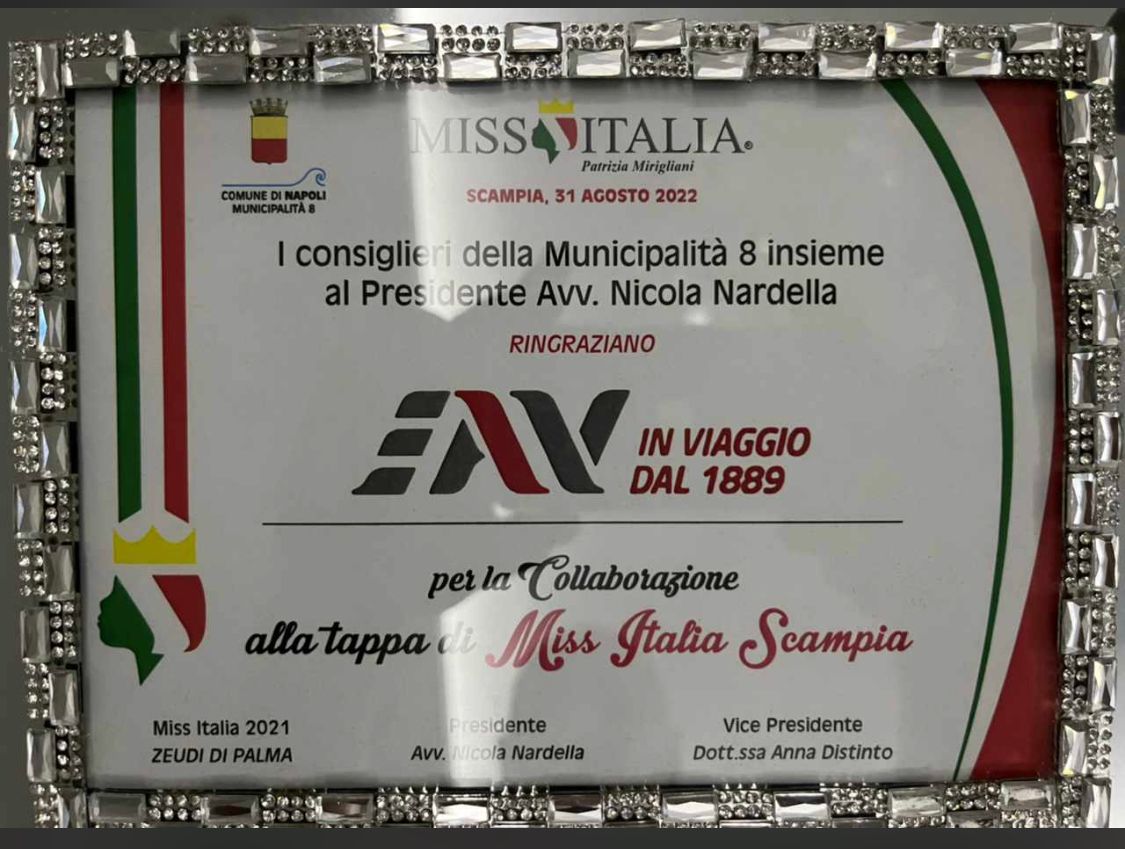 COMUNE DI NAPOLI
MUNICIPALITÀ 8
MISS ITALIA®
Patrizia Mirigliani
SCAMPIA, 31 AGOSTO 2022
I consiglieri della Municipalità 8 insieme
al Presidente Avv. Nicola Nardella
RINGRAZIANO
EAV
IN VIAGGIO
DAL 1889
per la Collaborazione
alla tappa di Miss Italia Scampia
Miss Italia 2021
ZEUDI DI PALMA
Presidente
Avv. Nicola Nardella
Vice Presidente
Dott.ssa Anna Distinto